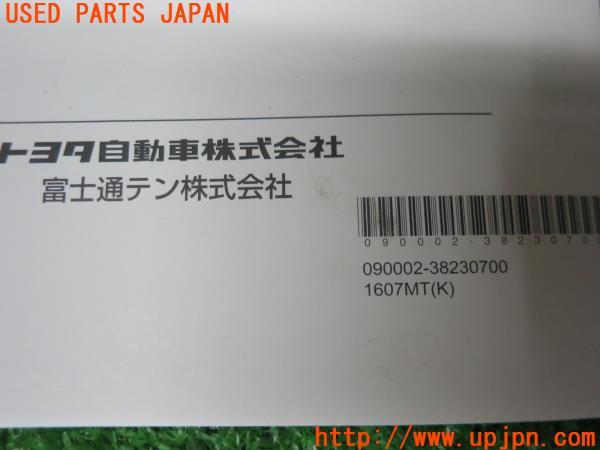 USED PARTS JAPAN
トヨタ自動車株式会社
富士通テン株式会社
090002-38230700
090002-38230700
1607MT(K)
http://www.upjpn.com/